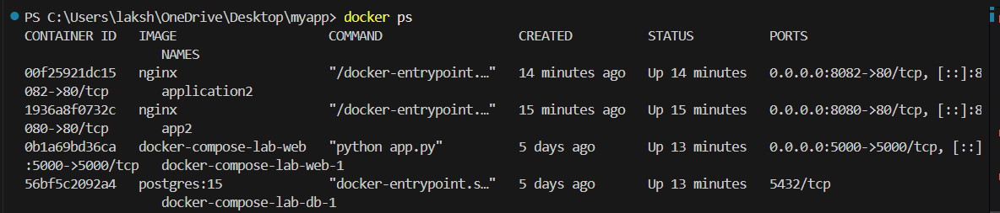 PS C:\Users\laksh\OneDrive\Desktop\myapp> docker ps
CONTAINER ID   IMAGE                    COMMAND                  CREATED          STATUS          PORTS
                       NAMES
00f25921dc15   nginx                    "/docker-entrypoint.…"   14 minutes ago   Up 14 minutes   0.0.0.0:8082->80/tcp, [::]:8
082->80/tcp       application2
1936a8f0732c   nginx                    "/docker-entrypoint.…"   15 minutes ago   Up 15 minutes   0.0.0.0:8080->80/tcp, [::]:8
080->80/tcp       app2
0b1a69bd36ca   docker-compose-lab-web   "python app.py"          5 days ago       Up 13 minutes   0.0.0.0:5000->5000/tcp, [::]
:5000->5000/tcp   docker-compose-lab-web-1
56bf5c2092a4   postgres:15              "docker-entrypoint.s…"   5 days ago       Up 13 minutes   5432/tcp
                       docker-compose-lab-db-1